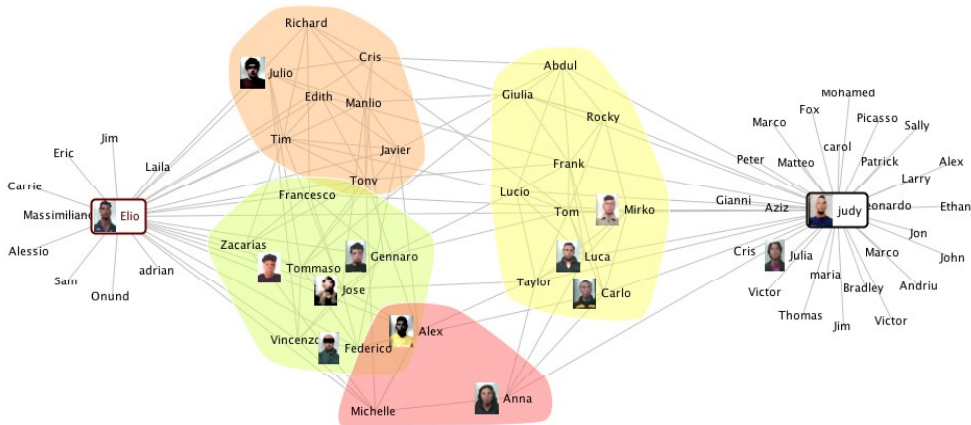 Richard
Cris
Julio
Edith
Manlio
Tim
Javier
Tony
Jim
Eric
Laila
Carrie
Massimiliano
Elio
Alessio
Sam
adrian
Onund
Francesco
Zacarias
Tommaso
Gennaro
Jose
Vincenzo
Federico
Alex
Michelle
Anna
Abdul
Giulia
Rocky
Frank
Lucio
Tom
Mirko
Luca
Taylor
Carlo
Mohamed
Fox
Picasso
Marco
Sally
carol
Peter
Matteo
Patrick
Alex
Larry
Gianni
Aziz
judy
eonardo
Ethan
Jon
Cris
Julia
Marco
John
maria
Victor
Bradley
Andriu
Thomas
Jim
Victor